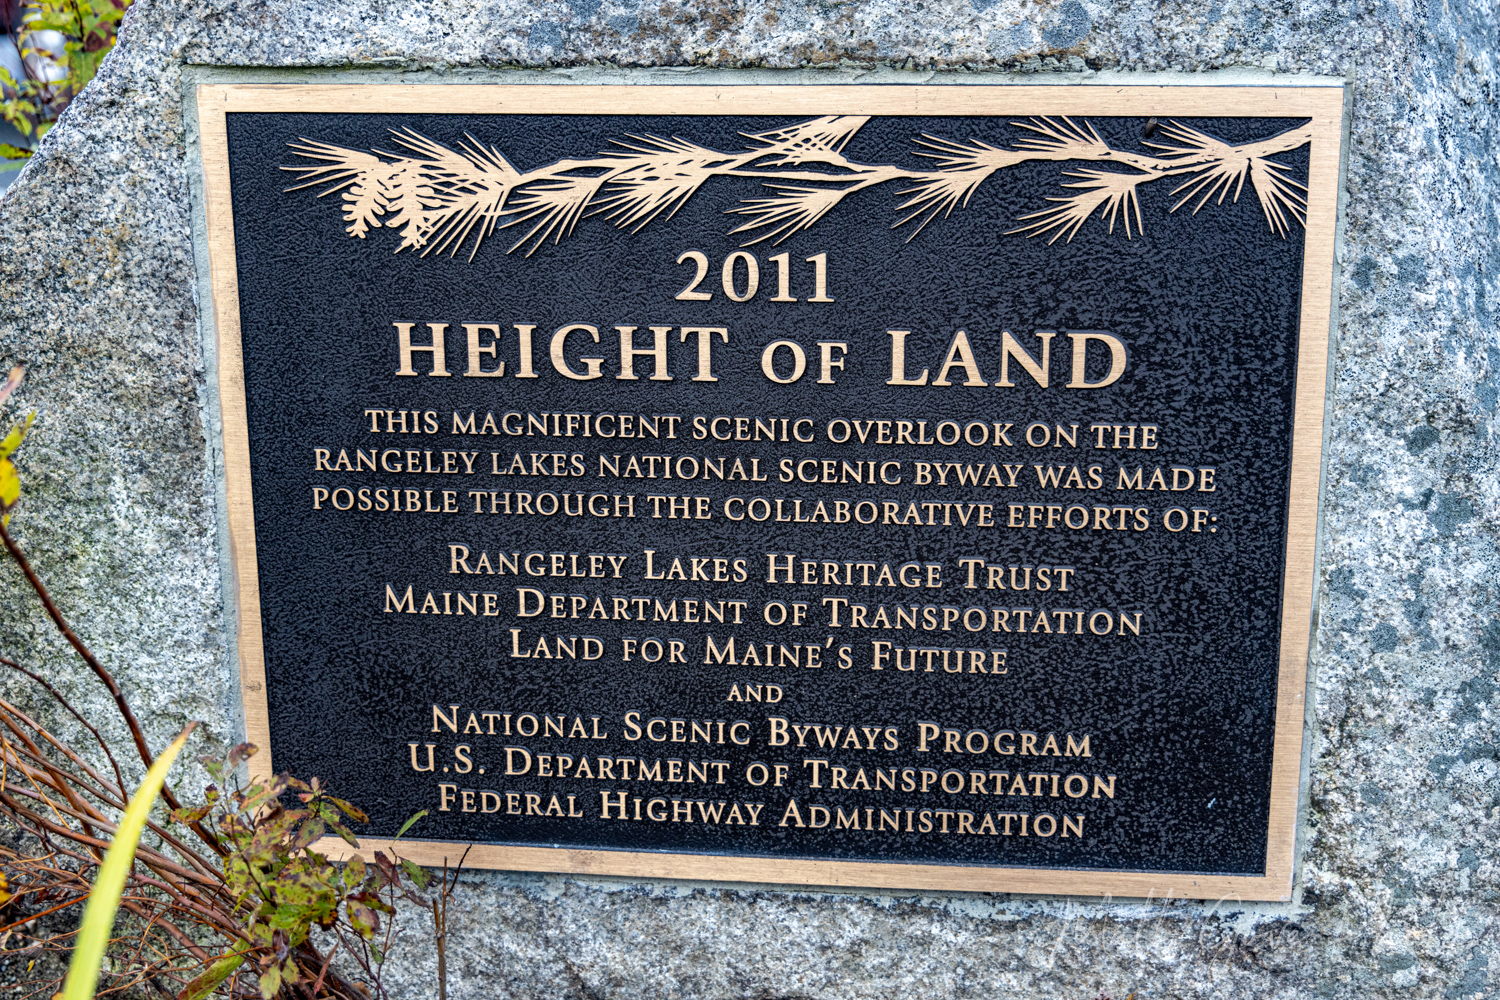 2011
HEIGHT OF LAND
THIS MAGNIFICENT SCENIC OVERLOOK ON THE
RANGELEY LAKES NATIONAL SCENIC BYWAY WAS MADE
POSSIBLE THROUGH THE COLLABORATIVE EFFORTS OF:
RANGELEY LAKES HERITAGE TRUST
MAINE DEPARTMENT OF TRANSPORTATION
LAND FOR MAINE'S FUTURE
AND
NATIONAL SCENIC BYWAYS PROGRAM
U.S. DEPARTMENT OF TRANSPORTATION
FEDERAL HIGHWAY ADMINISTRATION